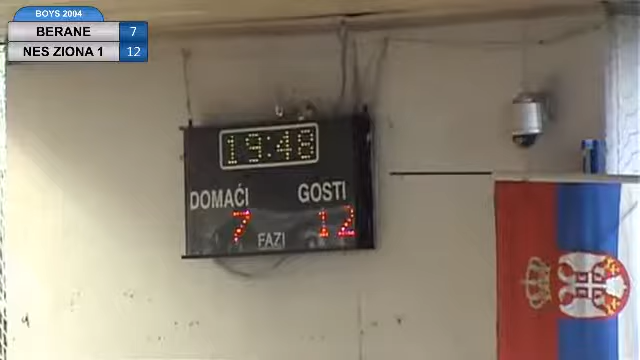 BOYS 2004
BERANE 7
NES ZIONA 1 12
19:48
DOMAĆI GOSTI
7 12
FAZI